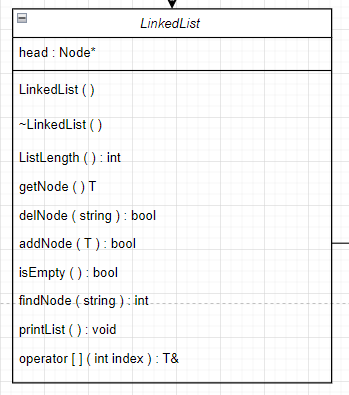 LinkedList
head : Node*
LinkedList ( )
~LinkedList ( )
ListLength ( ) : int
getNode ( ) T
delNode ( string ) : bool
addNode ( T ) : bool
isEmpty ( ) : bool
findNode ( string ) : int
printList ( ) : void
operator [ ] ( int index ) : T&